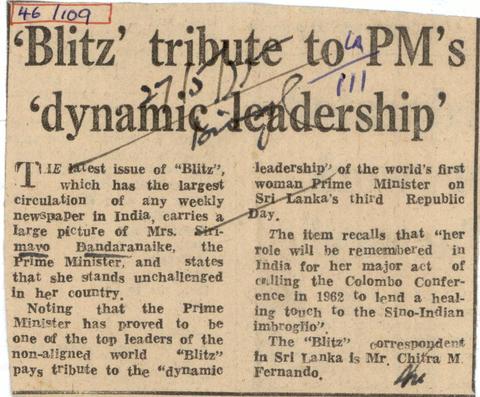 46/109
'Blitz' tribute to PM's
'dynamic leadership'
THE latest issue of "Blitz",
which has the largest
circulation of any weekly
newspaper in India, carries a
large picture of Mrs. Siri-
mavo Bandaranaike, the
Prime Minister, and states
that she stands unchallenged
in her country.
Noting that the Prime
Minister has proved to be
one of the top leaders of the
non-aligned world "Blitz"
pays tribute to the "dynamic
leadership" of the world's first
woman Prime Minister on
Sri Lanka's third Republic
Day.
The item recalls that "her
role will be remembered in
India for her major act of
calling the Colombo Confer-
ence in 1962 to lend a heal-
ing touch to the Sino-Indian
imbroglio".
The "Blitz" correspondent
in Sri Lanka is Mr. Chitra M.
Fernando.